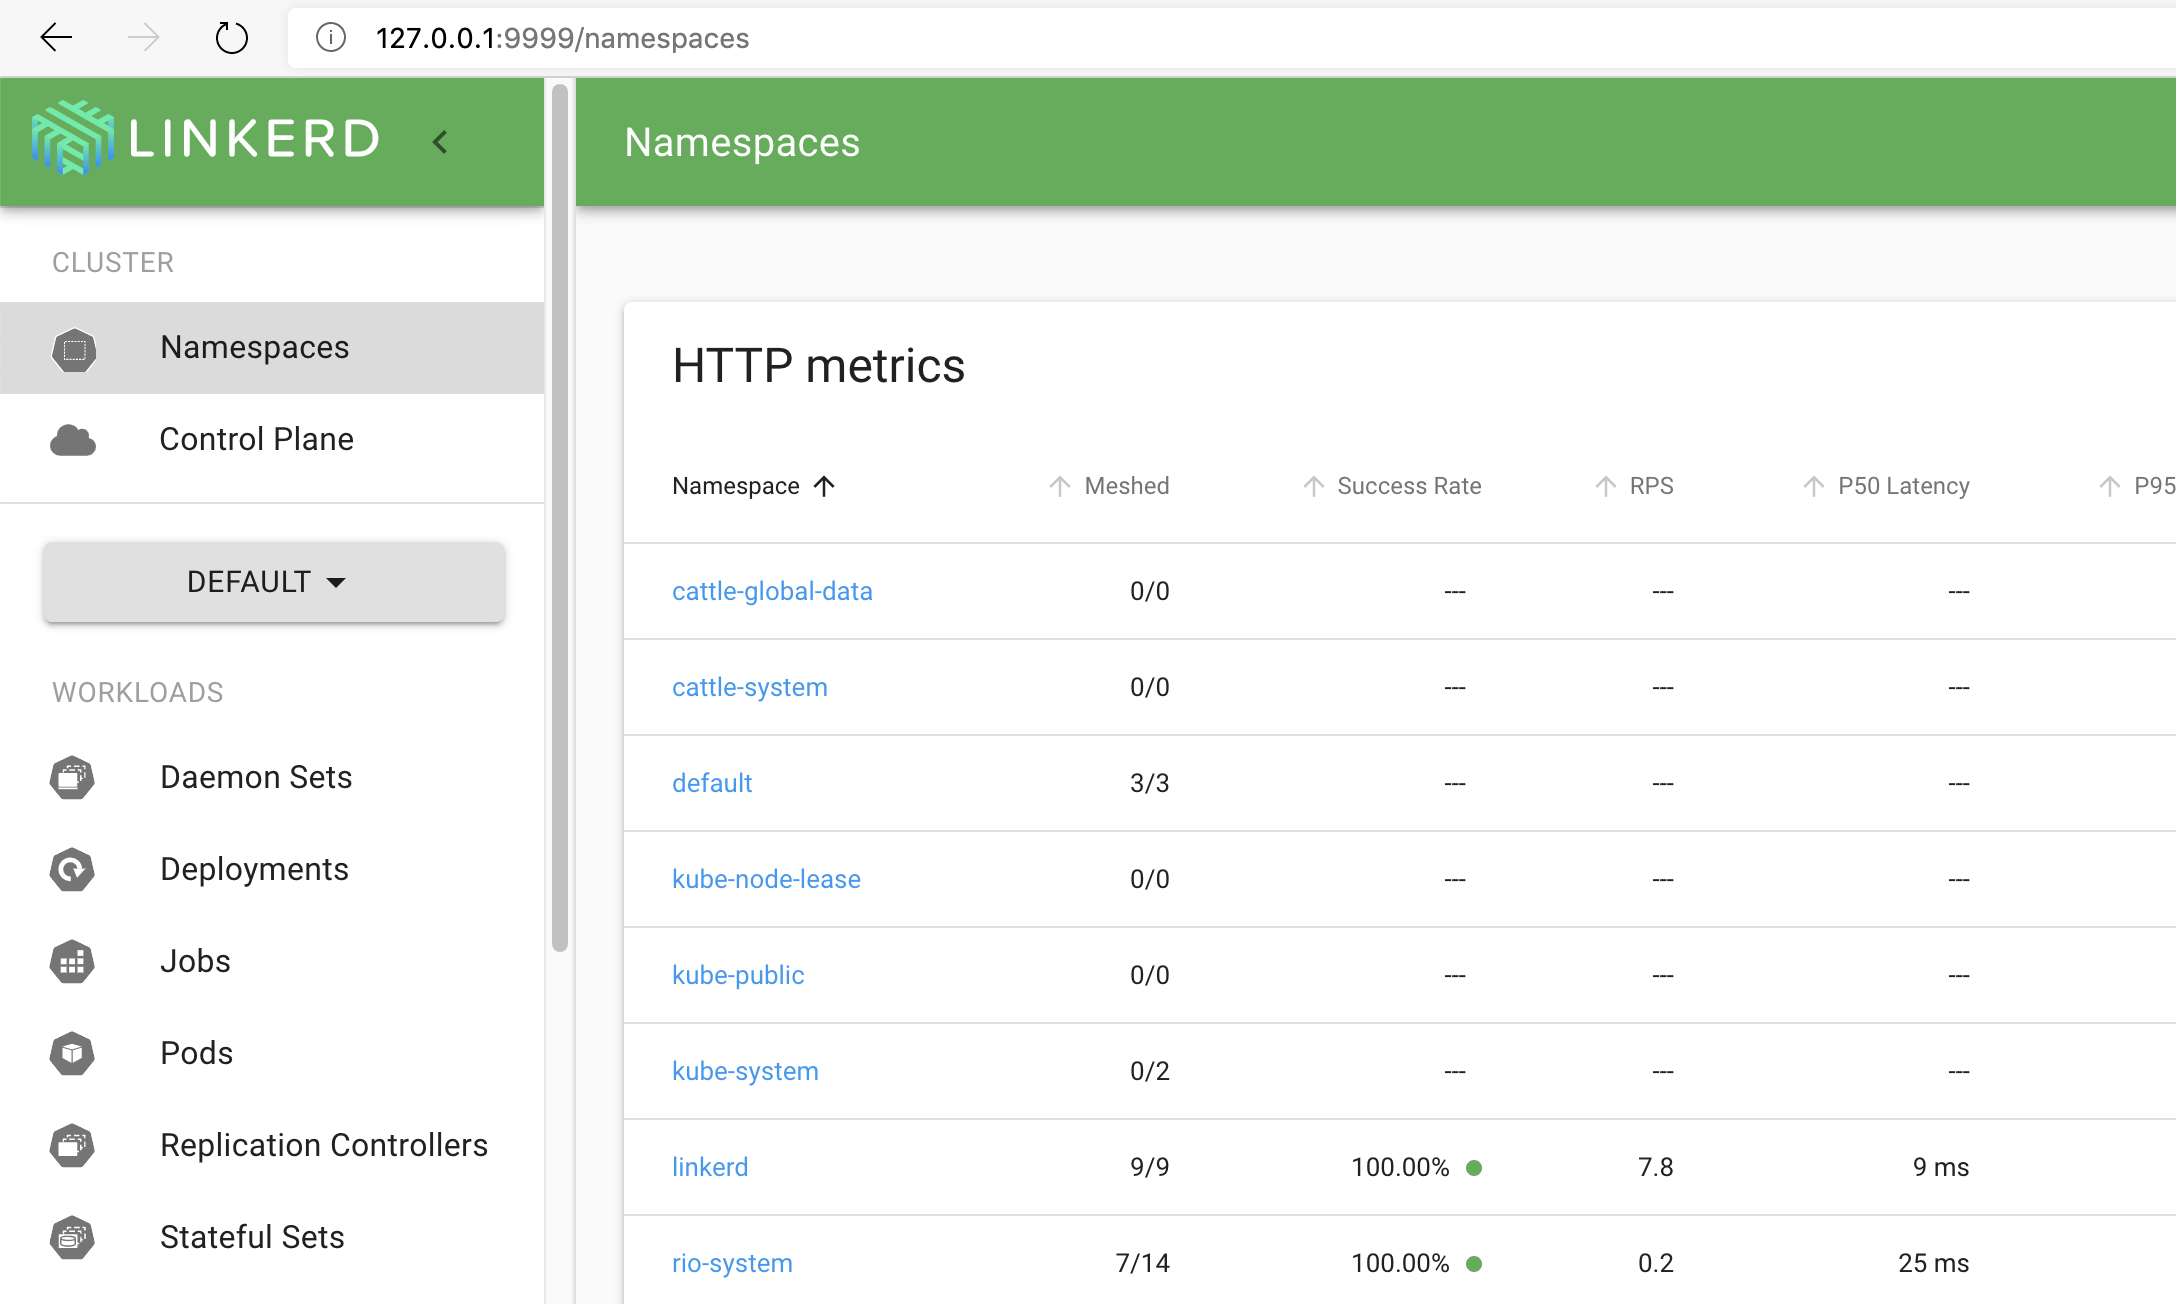 127.0.0.1:9999/namespaces
LINKERD
Namespaces
CLUSTER
Namespaces
Control Plane
DEFAULT
WORKLOADS
Daemon Sets
Deployments
Jobs
Pods
Replication Controllers
Stateful Sets
HTTP metrics
Namespace Meshed Success Rate RPS P50 Latency P95
cattle-global-data 0/0 --- --- ---
cattle-system 0/0 --- --- ---
default 3/3 --- --- ---
kube-node-lease 0/0 --- --- ---
kube-public 0/0 --- --- ---
kube-system 0/2 --- --- ---
linkerd 9/9 100.00% 7.8 9 ms
rio-system 7/14 100.00% 0.2 25 ms